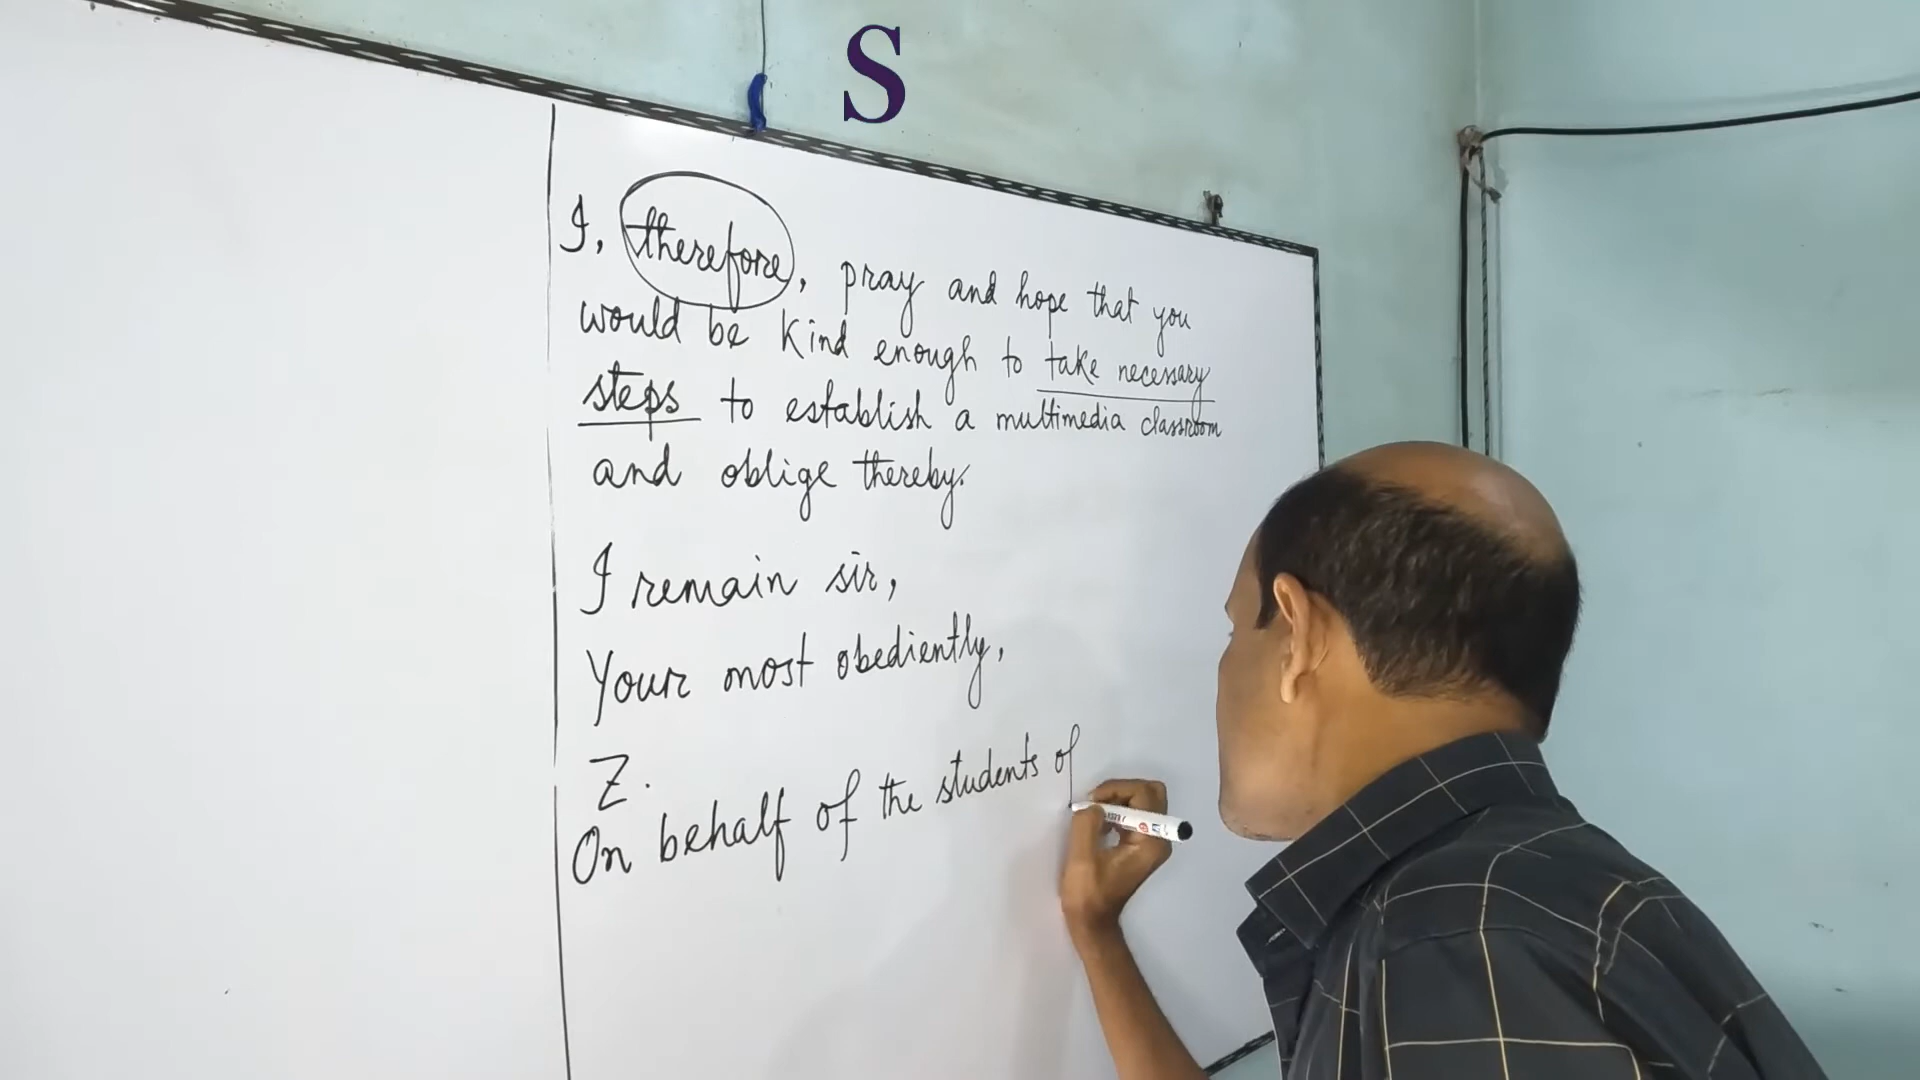 S
I, therefore, pray and hope that you
would be kind enough to take necessary
steps to establish a multimedia classroom
and oblige thereby.
I remain sir,
Your most obediently,
Z.
On behalf of the students of